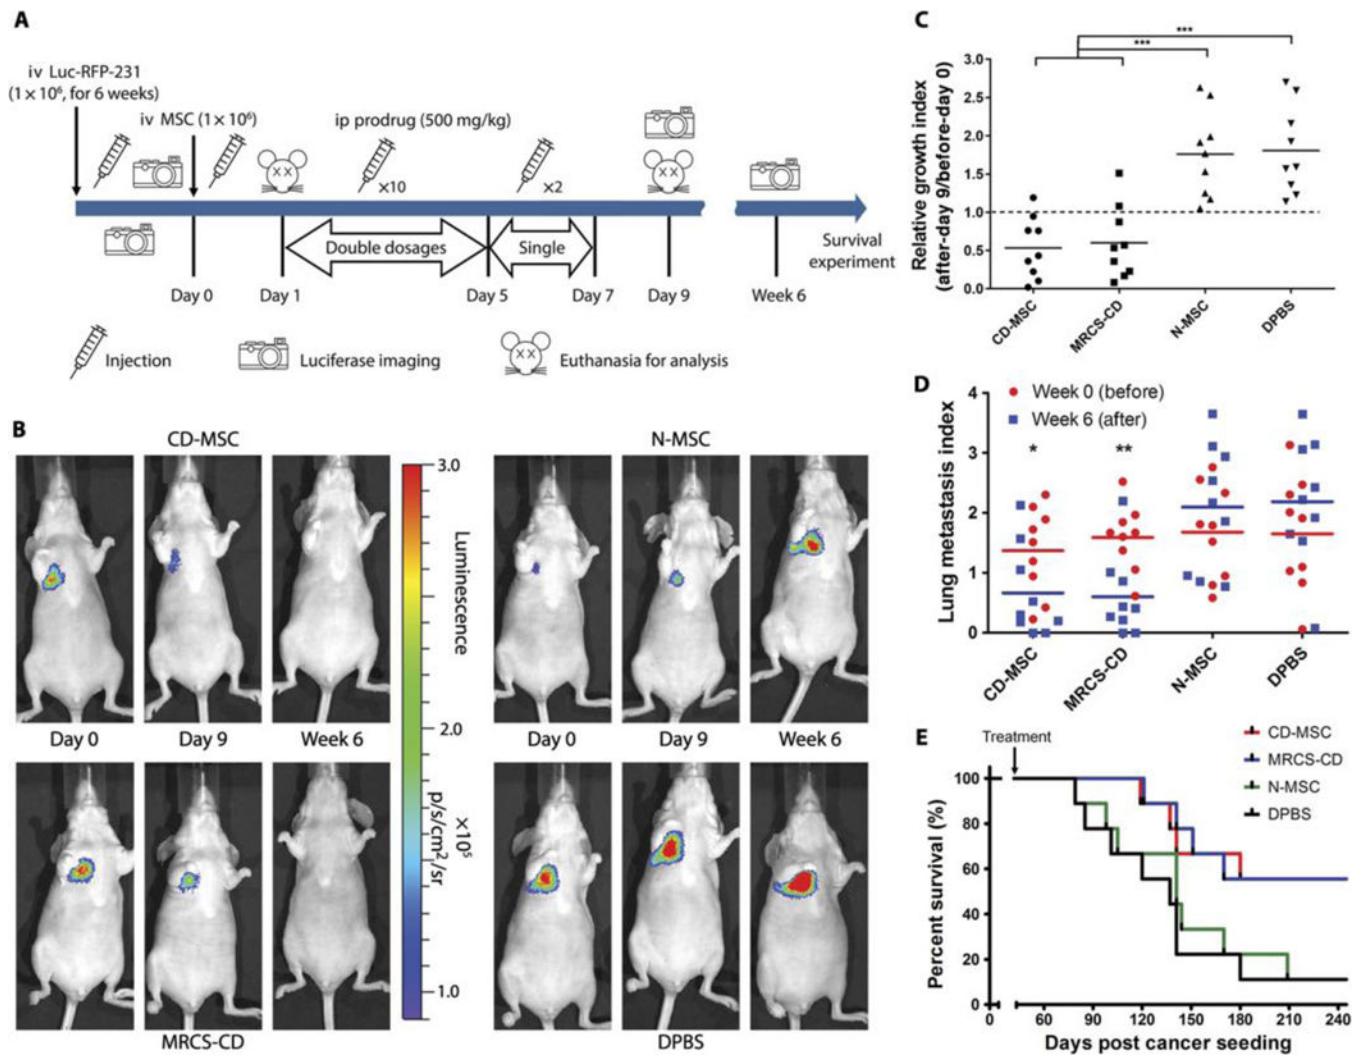 A
iv Luc-RFP-231
(1 × 10⁶, for 6 weeks)
iv MSC (1 × 10⁶)
ip prodrug (500 mg/kg)
×10
×2
Double dosages
Single
Survival
experiment
Day 0
Day 1
Day 5
Day 7
Day 9
Week 6
Injection
Luciferase imaging
Euthanasia for analysis
B
CD-MSC
N-MSC
3.0
Luminescence
2.0
×10⁵
p/s/cm²/sr
1.0
Day 0
Day 9
Week 6
Day 0
Day 9
Week 6
MRCS-CD
DPBS
C
***
***
Relative growth index
(after-day 9/before-day 0)
3.0
2.5
2.0
1.5
1.0
0.5
0.0
CD-MSC
MRCS-CD
N-MSC
DPBS
D
Week 0 (before)
Week 6 (after)
*
**
Lung metastasis index
4
3
2
1
0
CD-MSC
MRCS-CD
N-MSC
DPBS
E
Treatment
CD-MSC
MRCS-CD
N-MSC
DPBS
Percent survival (%)
100
80
60
40
20
0
0
60
90
120
150
180
210
240
Days post cancer seeding